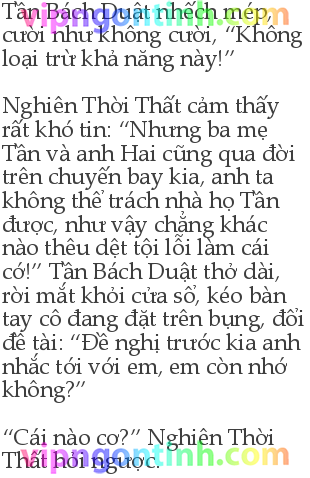 Tần Bách Duật nhếch mép,
vipngontinh.com
cười như không cười, “Không
loại trừ khả năng này!”
Nghiên Thời Thất cảm thấy
rất khó tin: “Nhưng ba mẹ
Tần và anh Hai cũng qua đời
trên chuyến bay kia, anh ta
không thể trách nhà họ Tần
được, như vậy chẳng khác
nào thêu dệt tội lỗi làm cái
cớ!” Tần Bách Duật thở dài,
rời mắt khỏi cửa sổ, kéo bàn
tay cô đang đặt trên bụng, đổi
đề tài: “Đề nghị trước kia anh
nhắc tới với em, em còn nhớ
không?”
“Cái nào cơ?” Nghiên Thời
vipngontinh.com
Thất hỏi ngược.